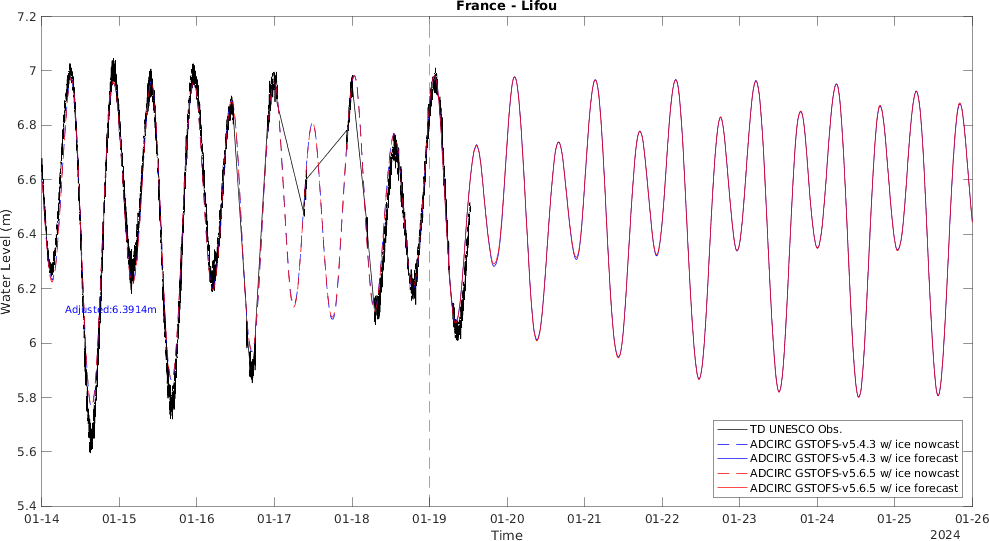 France - Lifou
7.2
7
6.8
6.6
6.4
6.2
6
5.8
5.6
5.4
Water Level (m)
Adjusted:6.3914m
TD UNESCO Obs.
ADCIRC GSTOFS-v5.4.3 w/ ice nowcast
ADCIRC GSTOFS-v5.4.3 w/ ice forecast
ADCIRC GSTOFS-v5.6.5 w/ ice nowcast
ADCIRC GSTOFS-v5.6.5 w/ ice forecast
01-14 01-15 01-16 01-17 01-18 01-19 01-20 01-21 01-22 01-23 01-24 01-25 01-26
Time
2024